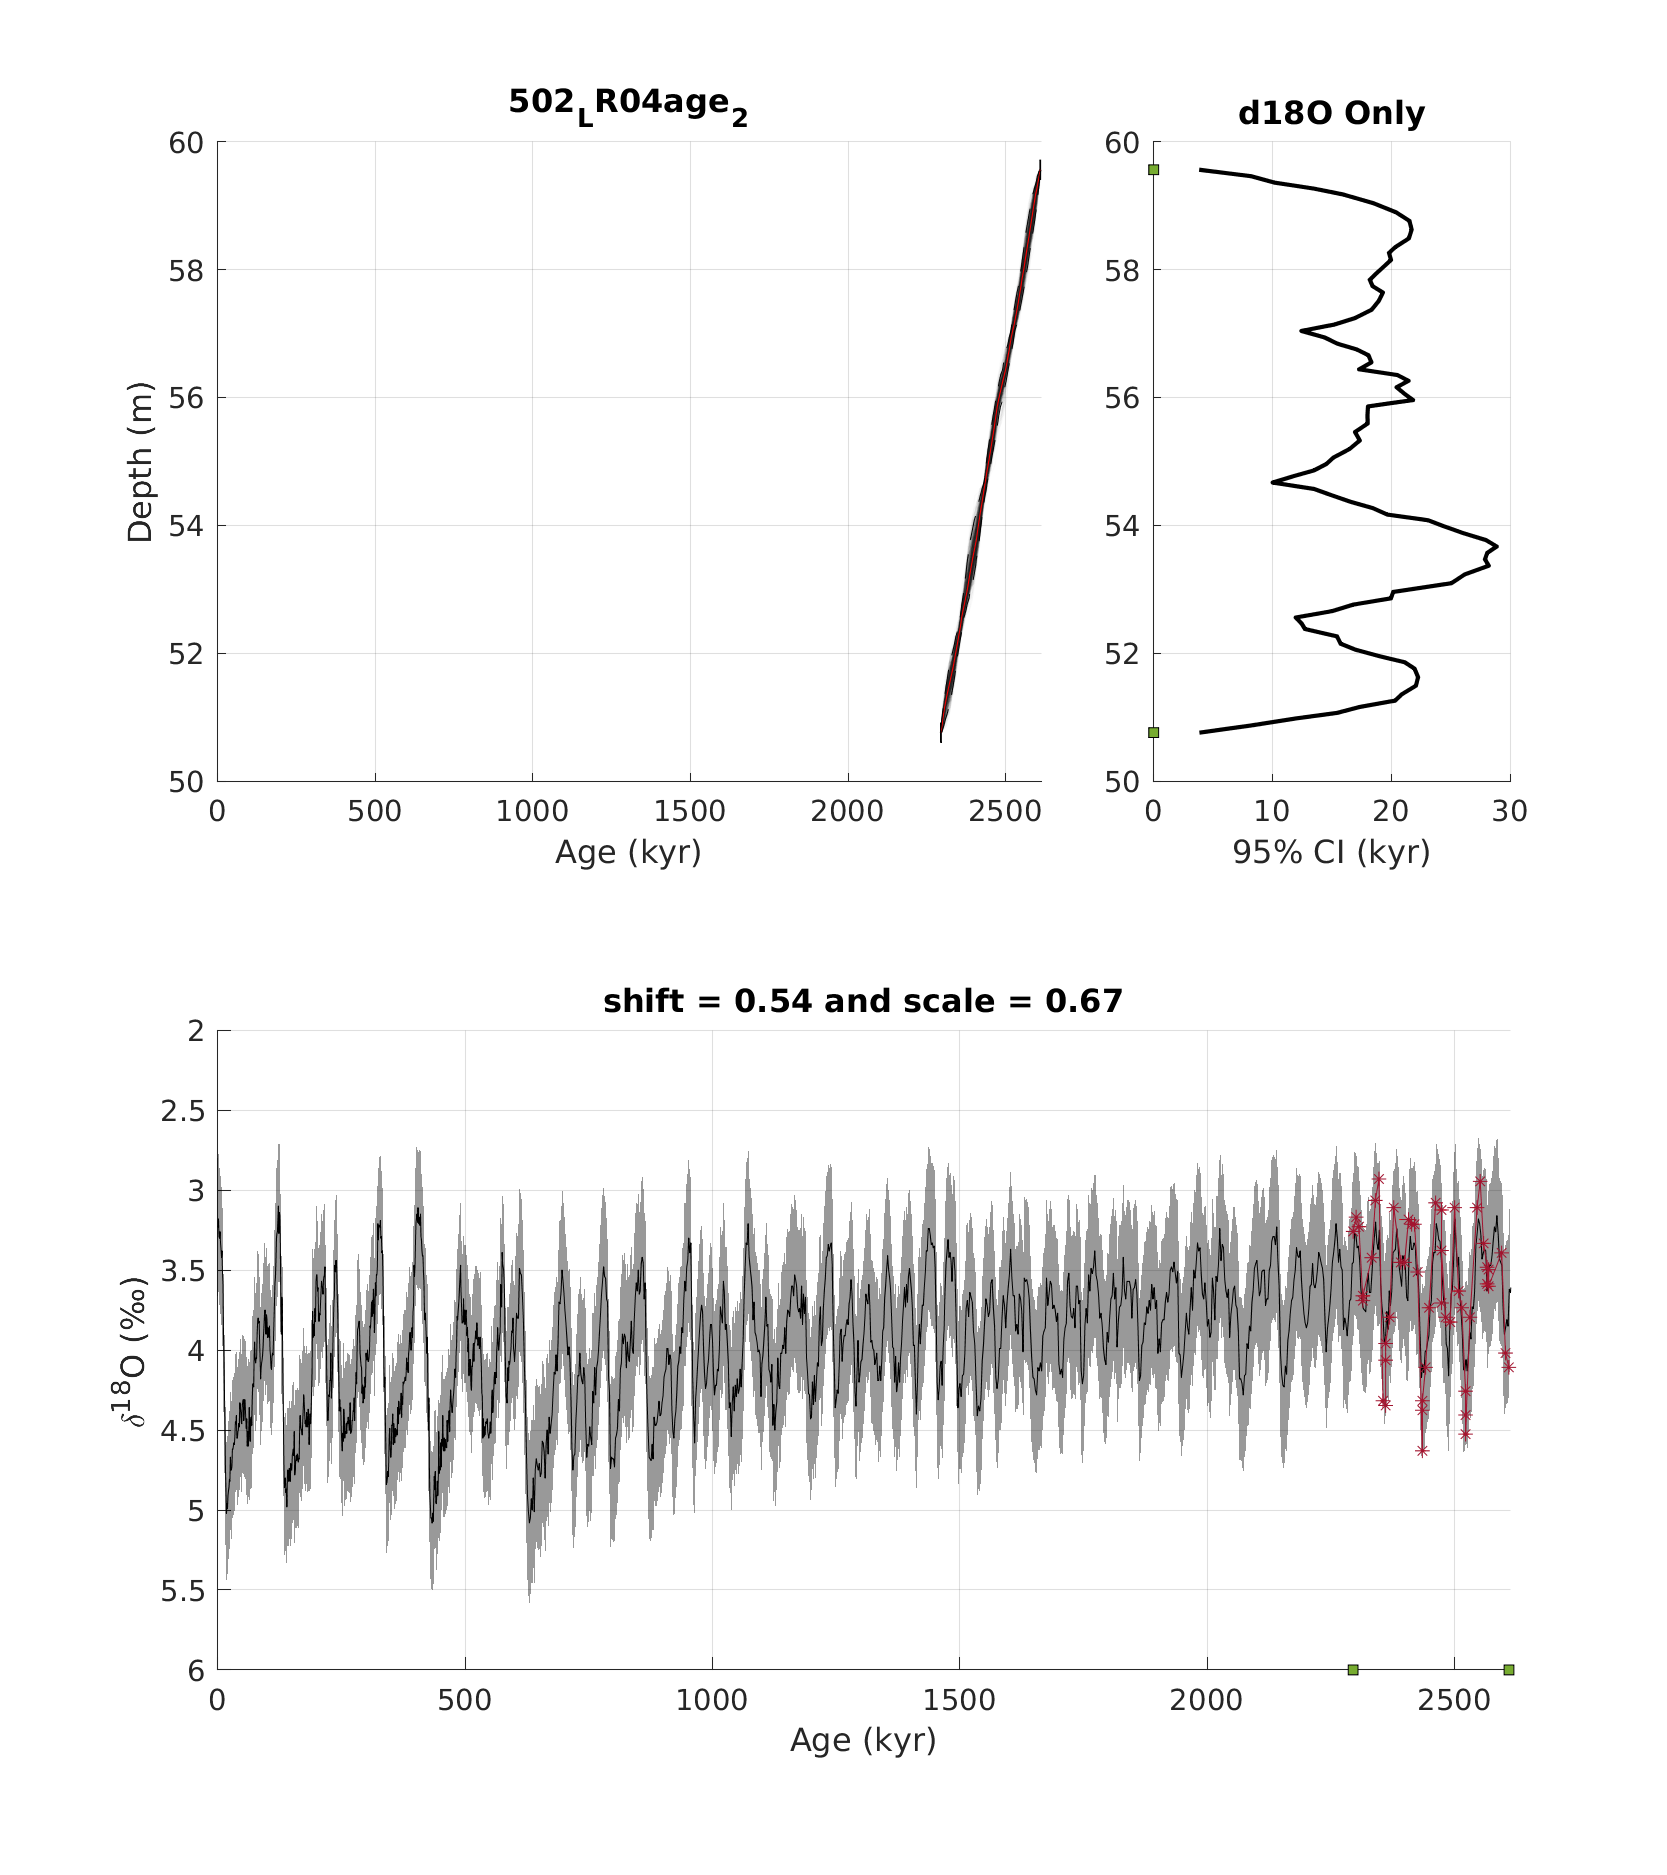 502LR04age2
d18O Only
60
58
56
54
52
50
Depth (m)
0 500 1000 1500 2000 2500
Age (kyr)
60
58
56
54
52
50
0 10 20 30
95% CI (kyr)
shift = 0.54 and scale = 0.67
2
2.5
3
3.5
4
4.5
5
5.5
6
δ18O (‰)
0 500 1000 1500 2000 2500
Age (kyr)